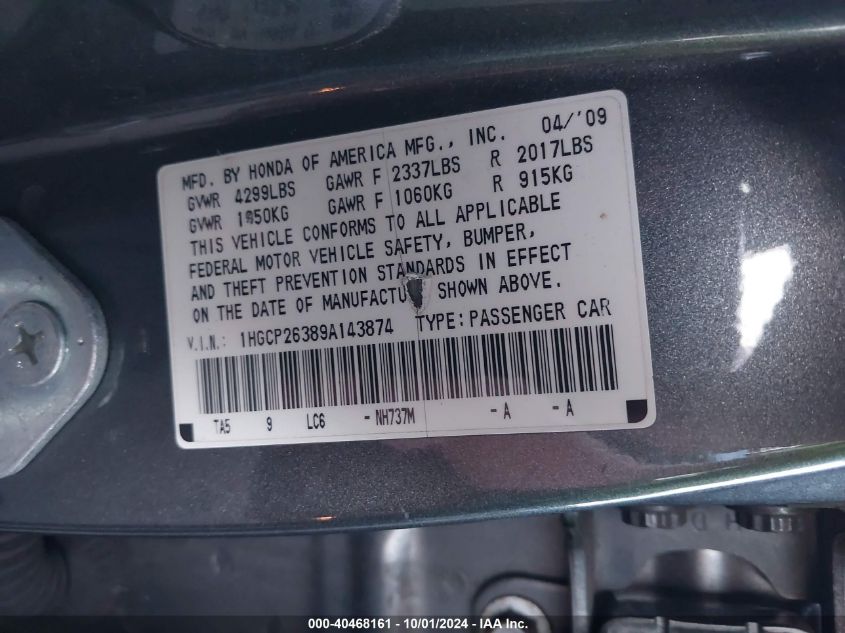 MFD. BY HONDA OF AMERICA MFG., INC. 04/'09
GVWR 4299LBS GAWR F 2337LBS R 2017LBS
GVWR 1950KG GAWR F 1060KG R 915KG
THIS VEHICLE CONFORMS TO ALL APPLICABLE
FEDERAL MOTOR VEHICLE SAFETY, BUMPER,
AND THEFT PREVENTION STANDARDS IN EFFECT
ON THE DATE OF MANUFACTU SHOWN ABOVE.
V.I.N.: 1HGCP26389A143874 TYPE:PASSENGER CAR
TA5 9 LC6 -NH737M -A -A
000-40468161 - 10/01/2024 - IAA Inc.